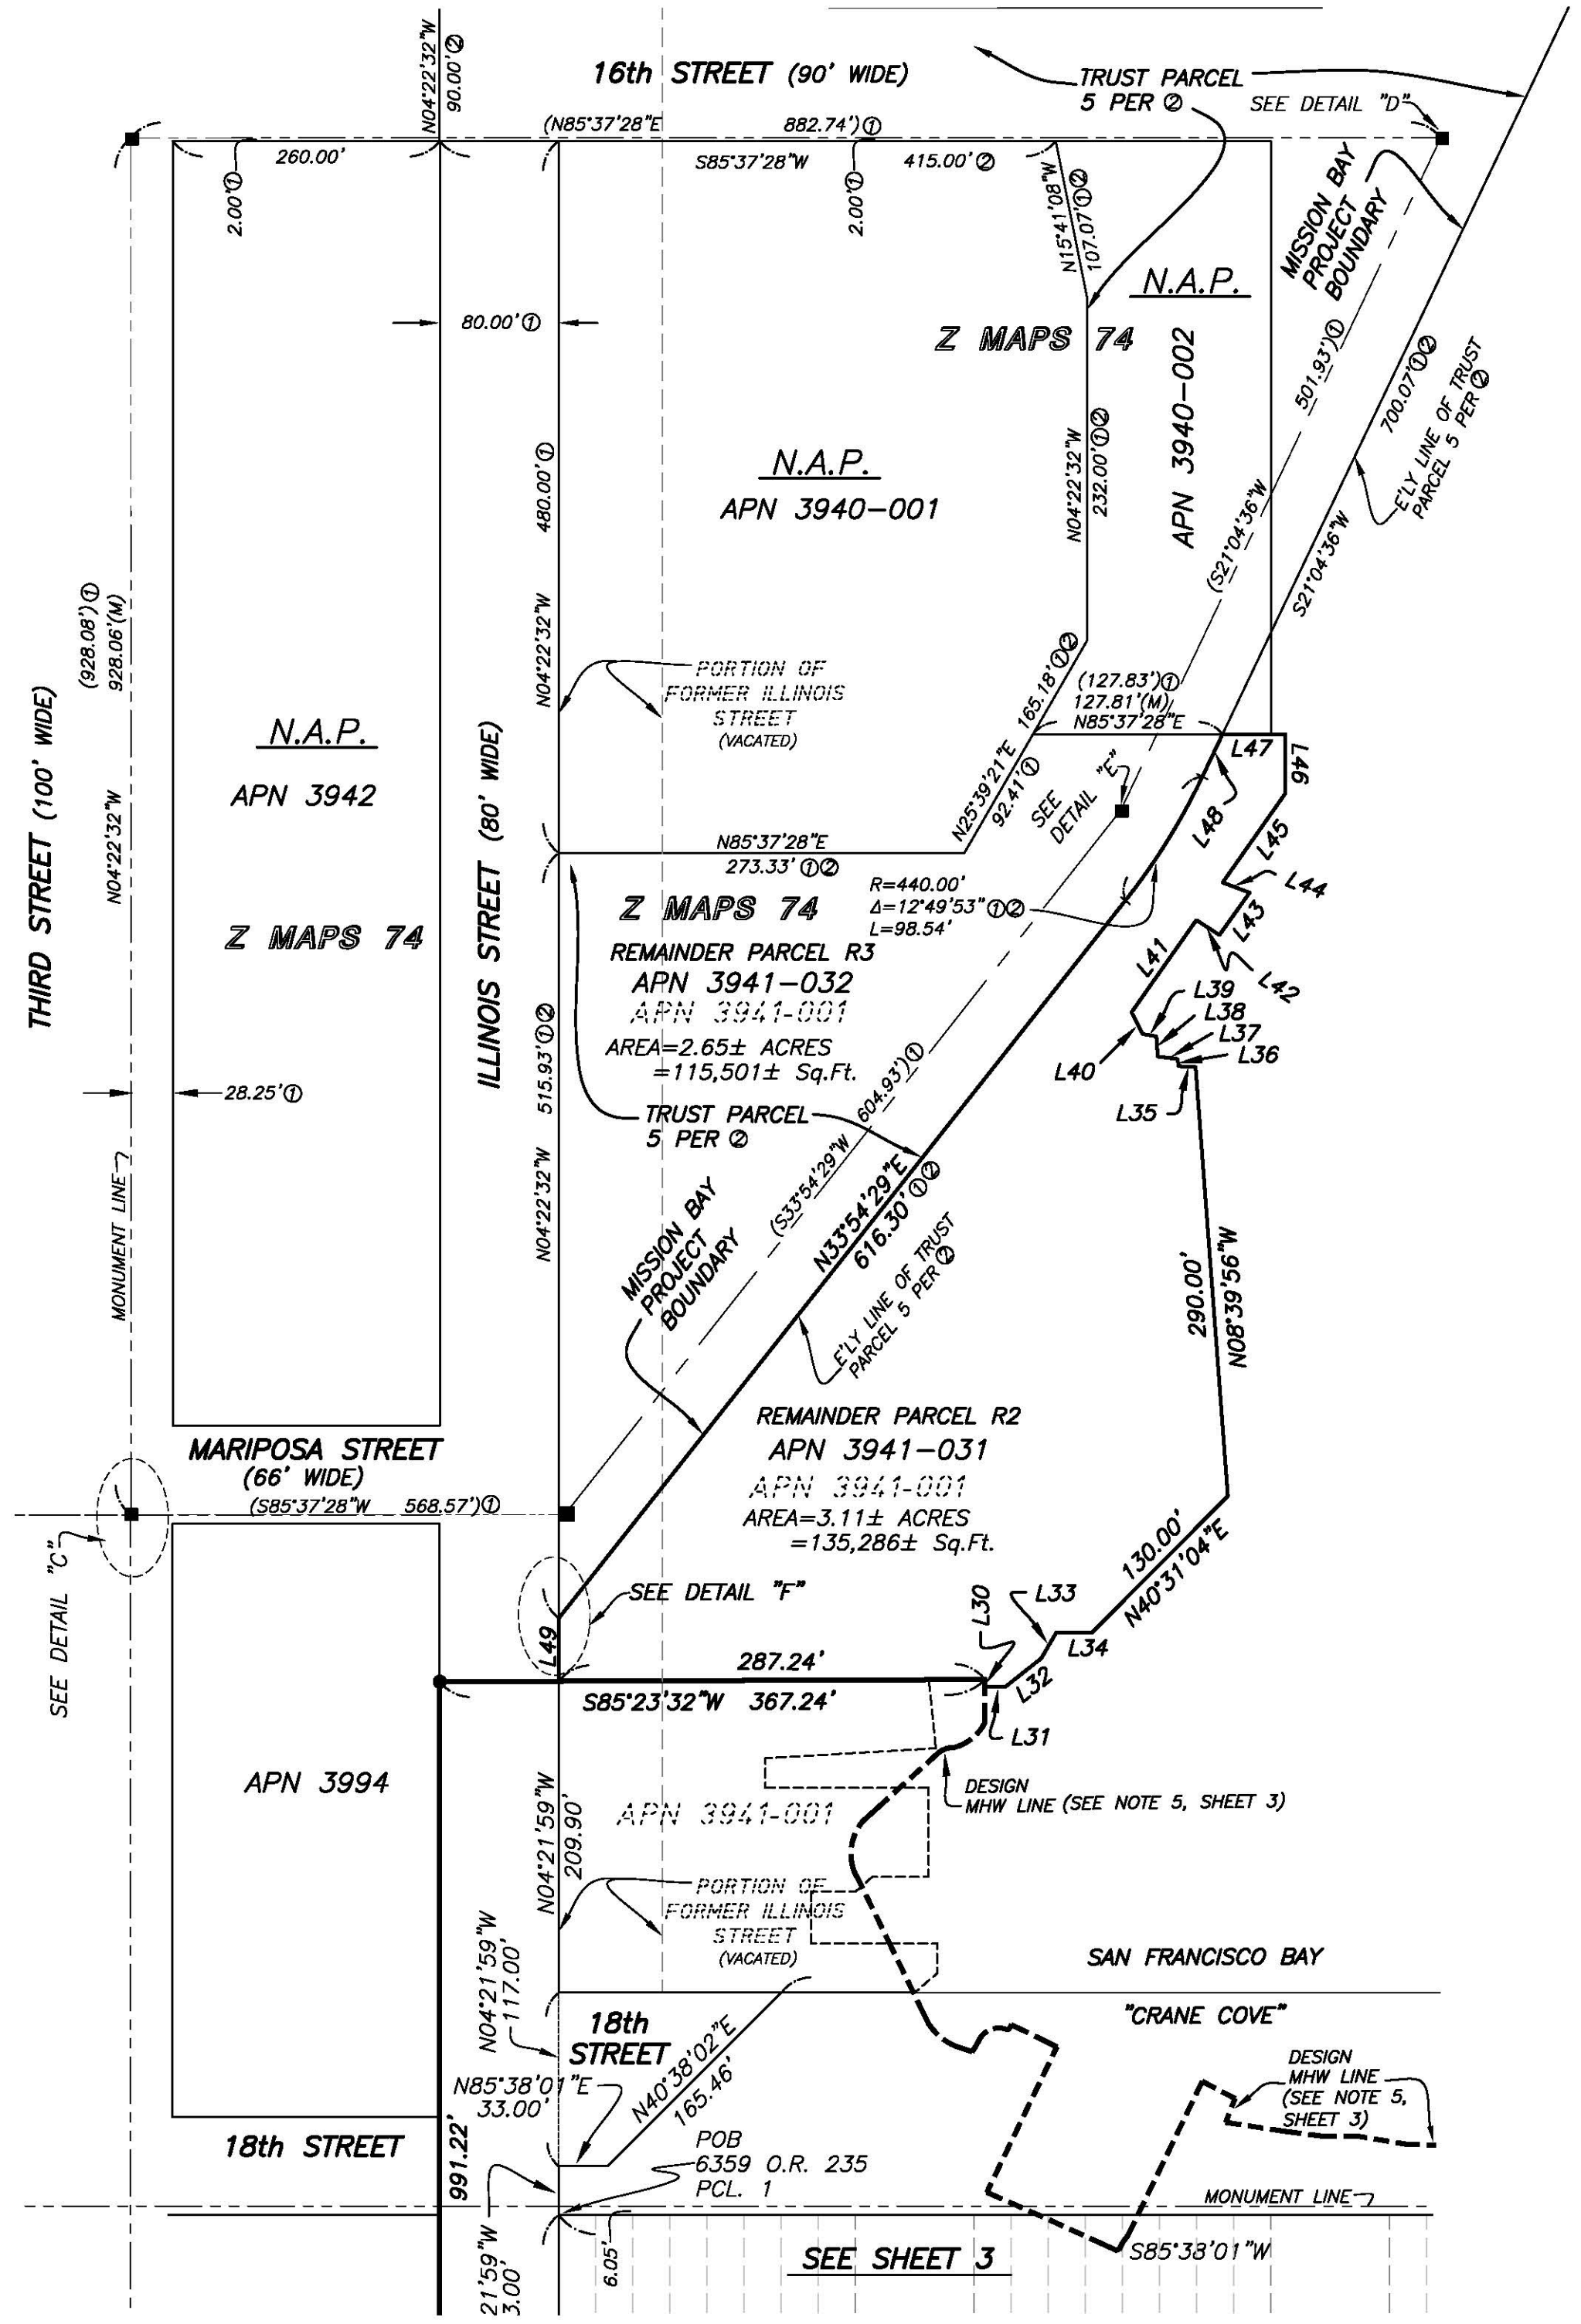 16th STREET (90' WIDE)
N04°22'32"W
90.00'②
TRUST PARCEL
5 PER ②
SEE DETAIL "D"
(N85°37'28"E 882.74')①
260.00'
S85°37'28"W 415.00'②
2.00'①
2.00'①
N15°41'08"W
107.07'①②
MISSION BAY
PROJECT
BOUNDARY
N.A.P.
80.00'①
Z MAPS 74
APN 3940-002
501.93')①
700.07'①②
E'LY LINE OF TRUST
PARCEL 5 PER②
N.A.P.
APN 3940-001
480.00'①
N04°22'32"W
232.00'①②
(S21°04'36"W
S21°04'36"W
(928.08')①
928.06'(M)
N04°22'32"W
THIRD STREET (100' WIDE)
N04°22'32"W
PORTION OF
FORMER ILLINOIS
STREET
(VACATED)
N25°39'21"E 165.18'①②
92.41'①
(127.83')①
127.81'(M)
N85°37'28"E
N.A.P.
APN 3942
ILLINOIS STREET (80' WIDE)
SEE
DETAIL "E"
L47
L46
L48
L45
L44
L43
L42
L41
L39
L38
L37
L36
L40
L35
N85°37'28"E
273.33' ①②
Z MAPS 74
Z MAPS 74
R=440.00'
Δ=12°49'53" ①②
L=98.54'
REMAINDER PARCEL R3
APN 3941-032
APN 3941-001
AREA=2.65± ACRES
=115,501± Sq.Ft.
N04°22'32"W 515.93'①②
28.25'①
TRUST PARCEL
5 PER ②
MONUMENT LINE
(S33°54'29"W 604.93')①
N33°54'29"E
616.30' ①②
MISSION BAY
PROJECT
BOUNDARY
E'LY LINE OF TRUST
PARCEL 5 PER②
290.00'
N08°39'56"W
REMAINDER PARCEL R2
APN 3941-031
APN 3941-001
AREA=3.11± ACRES
=135,286± Sq.Ft.
MARIPOSA STREET
(66' WIDE)
(S85°37'28"W 568.57')①
130.00'
N40°31'04"E
SEE DETAIL "C"
SEE DETAIL "F"
L30
L33
L49
L34
L32
L31
287.24'
S85°23'32"W 367.24'
APN 3994
DESIGN
MHW LINE (SEE NOTE 5, SHEET 3)
APN 3941-001
N04°21'59"W
209.90'
PORTION OF
FORMER ILLINOIS
STREET
(VACATED)
N04°21'59"W
117.00'
SAN FRANCISCO BAY
"CRANE COVE"
18th
STREET
N40°38'02"E
165.46'
N85°38'01"E
33.00'
DESIGN
MHW LINE
(SEE NOTE 5,
SHEET 3)
18th STREET
991.22'
POB
6359 O.R. 235
PCL. 1
MONUMENT LINE
21'59"W
3.00'
6.05'
SEE SHEET 3
S85°38'01"W